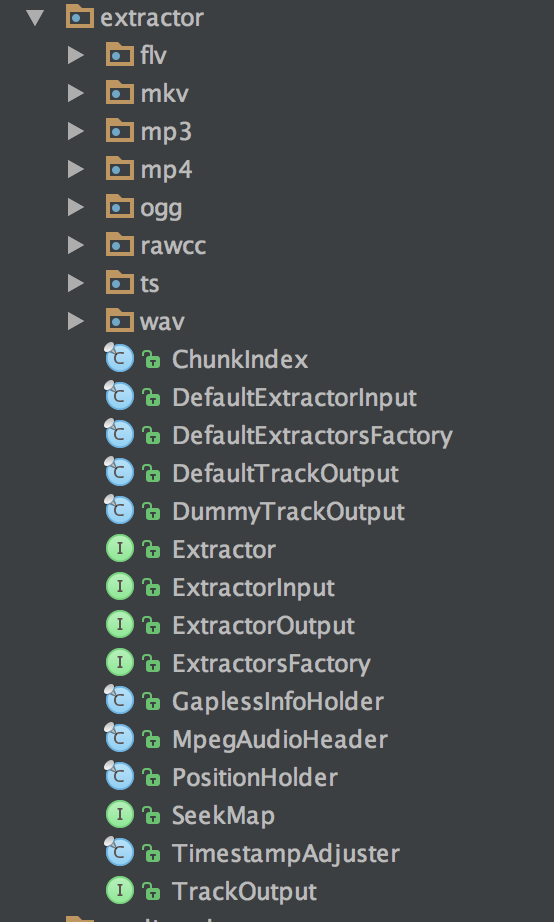 extractor
flv
mkv
mp3
mp4
ogg
rawcc
ts
wav
ChunkIndex
DefaultExtractorInput
DefaultExtractorsFactory
DefaultTrackOutput
DummyTrackOutput
Extractor
ExtractorInput
ExtractorOutput
ExtractorsFactory
GaplessInfoHolder
MpegAudioHeader
PositionHolder
SeekMap
TimestampAdjuster
TrackOutput